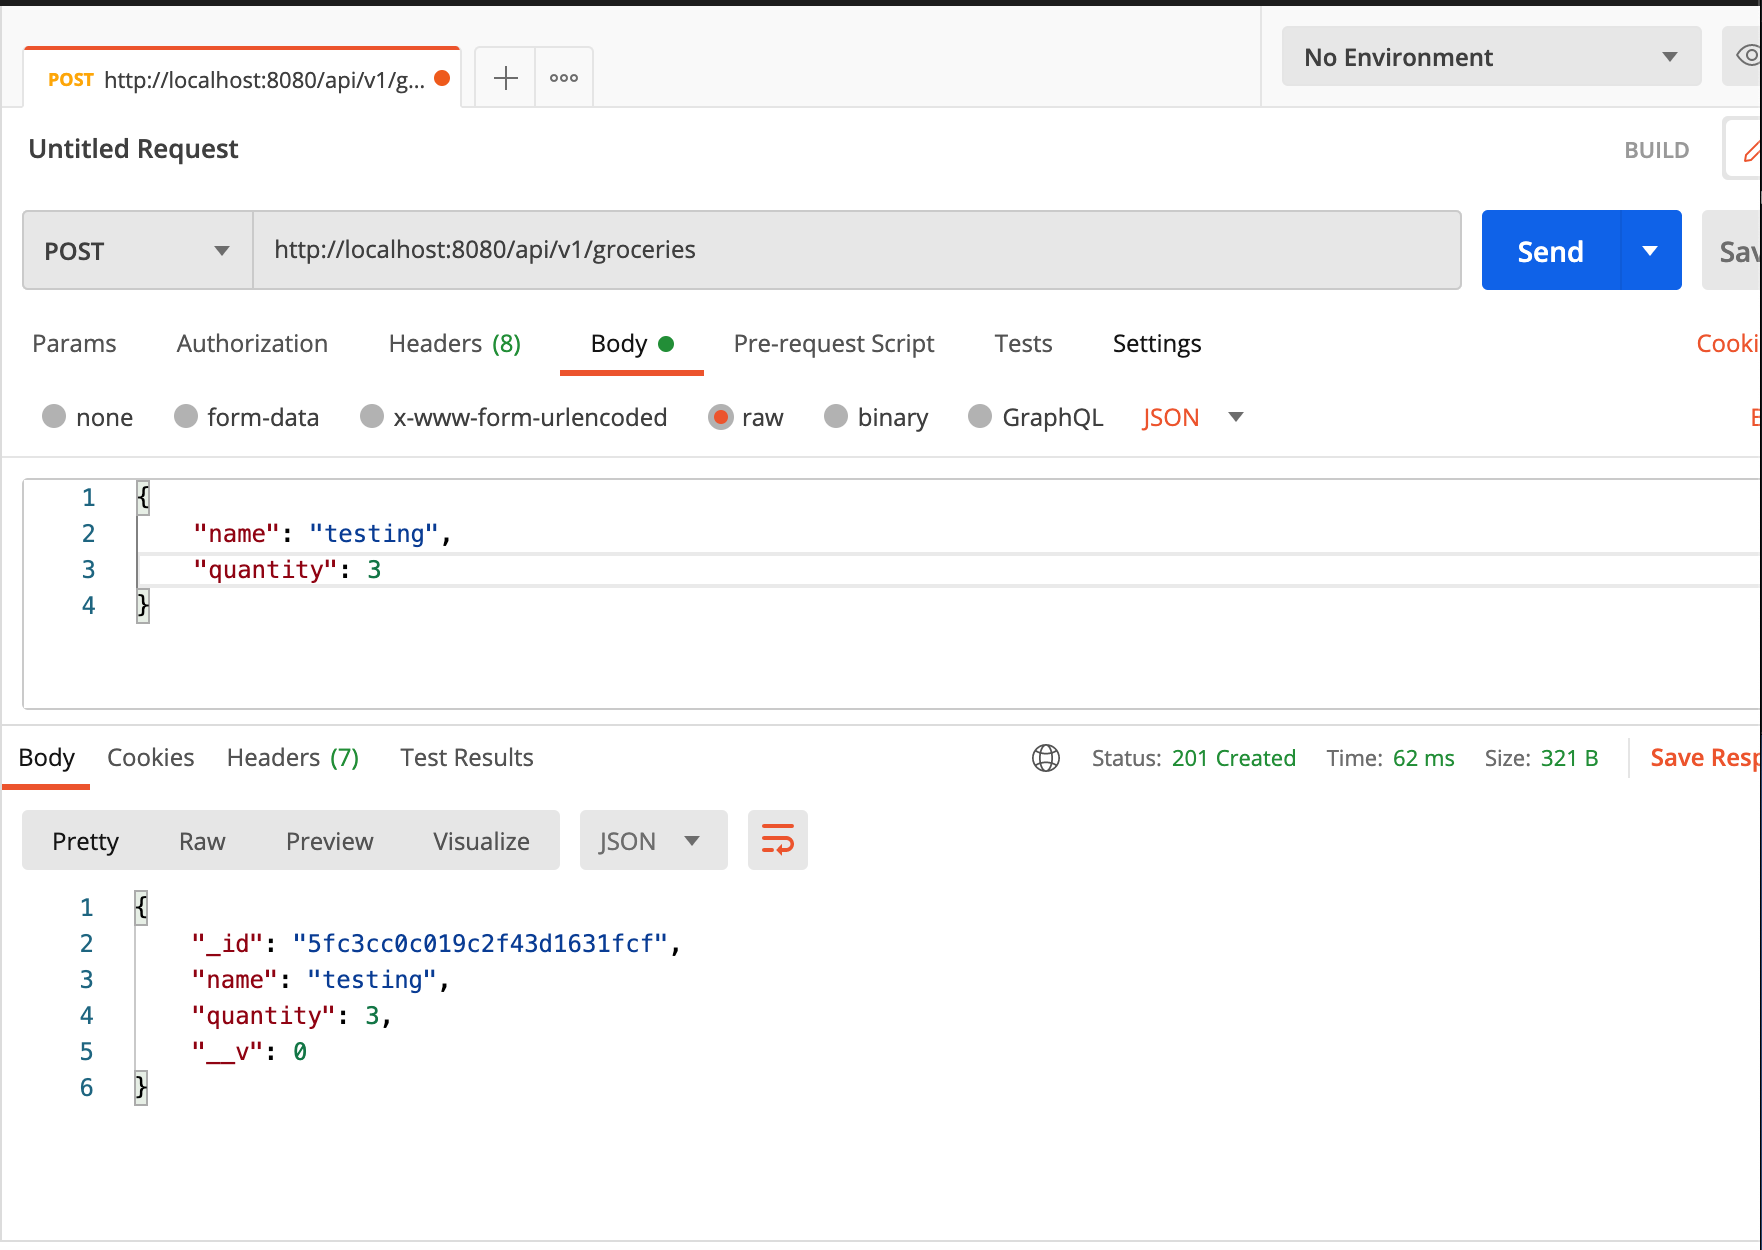 POST http://localhost:8080/api/v1/g...
No Environment
Untitled Request
BUILD
POST http://localhost:8080/api/v1/groceries
Send
Params Authorization Headers (8) Body Pre-request Script Tests Settings
none form-data x-www-form-urlencoded raw binary GraphQL JSON
1 {
2 "name": "testing",
3 "quantity": 3
4 }
Body Cookies Headers (7) Test Results Status: 201 Created Time: 62 ms Size: 321 B Save
Pretty Raw Preview Visualize JSON
1 {
2 "_id": "5fc3cc0c019c2f43d1631fcf",
3 "name": "testing",
4 "quantity": 3,
5 "__v": 0
6 }